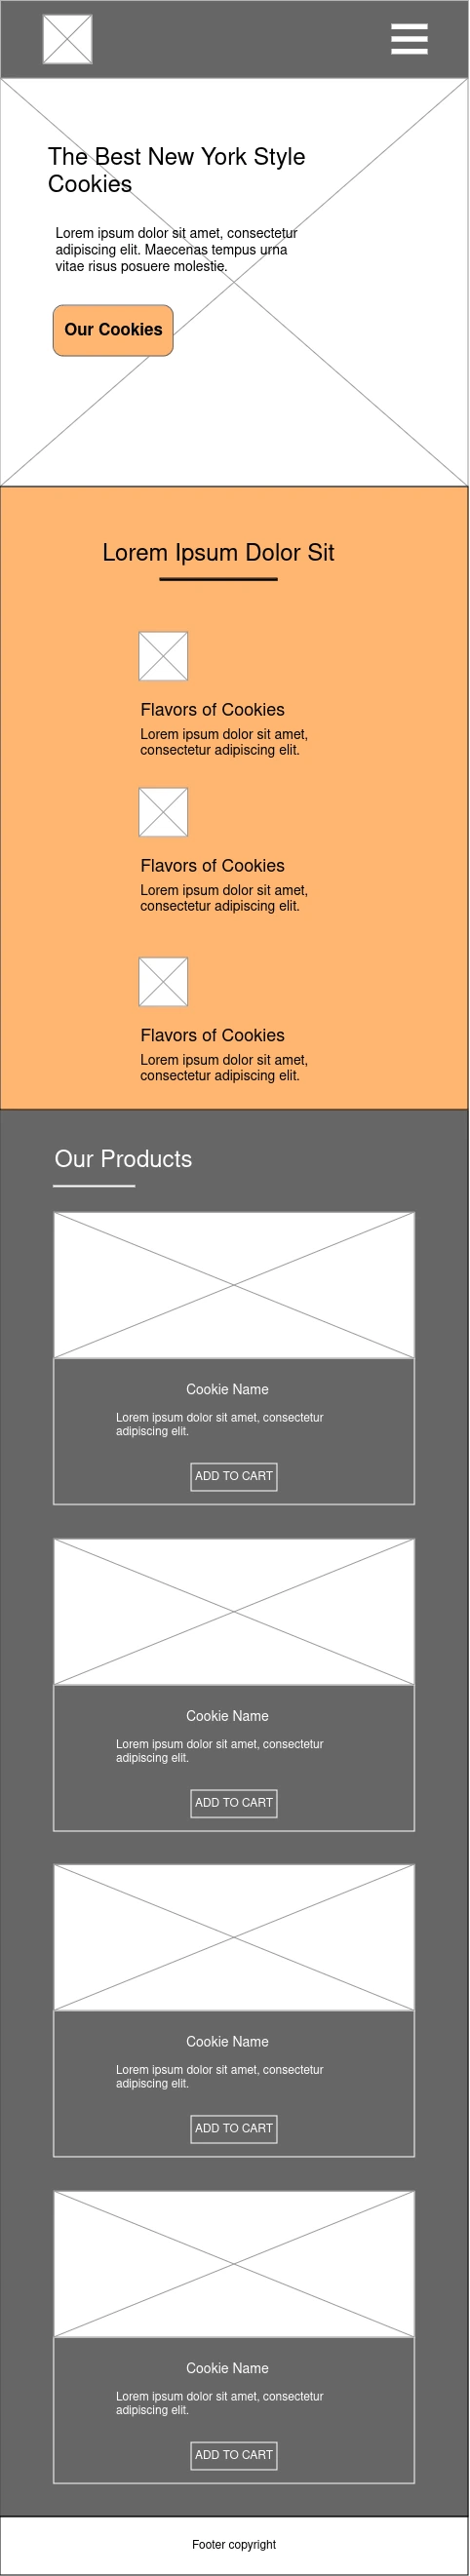 The Best New York Style
Cookies
Lorem ipsum dolor sit amet, consectetur
adipiscing elit. Maecenas tempus urna
vitae risus posuere molestie.
Our Cookies
Lorem Ipsum Dolor Sit
Flavors of Cookies
Lorem ipsum dolor sit amet,
consectetur adipiscing elit.
Flavors of Cookies
Lorem ipsum dolor sit amet,
consectetur adipiscing elit.
Flavors of Cookies
Lorem ipsum dolor sit amet,
consectetur adipiscing elit.
Our Products
Cookie Name
Lorem ipsum dolor sit amet, consectetur
adipiscing elit.
ADD TO CART
Cookie Name
Lorem ipsum dolor sit amet, consectetur
adipiscing elit.
ADD TO CART
Cookie Name
Lorem ipsum dolor sit amet, consectetur
adipiscing elit.
ADD TO CART
Cookie Name
Lorem ipsum dolor sit amet, consectetur
adipiscing elit.
ADD TO CART
Footer copyright